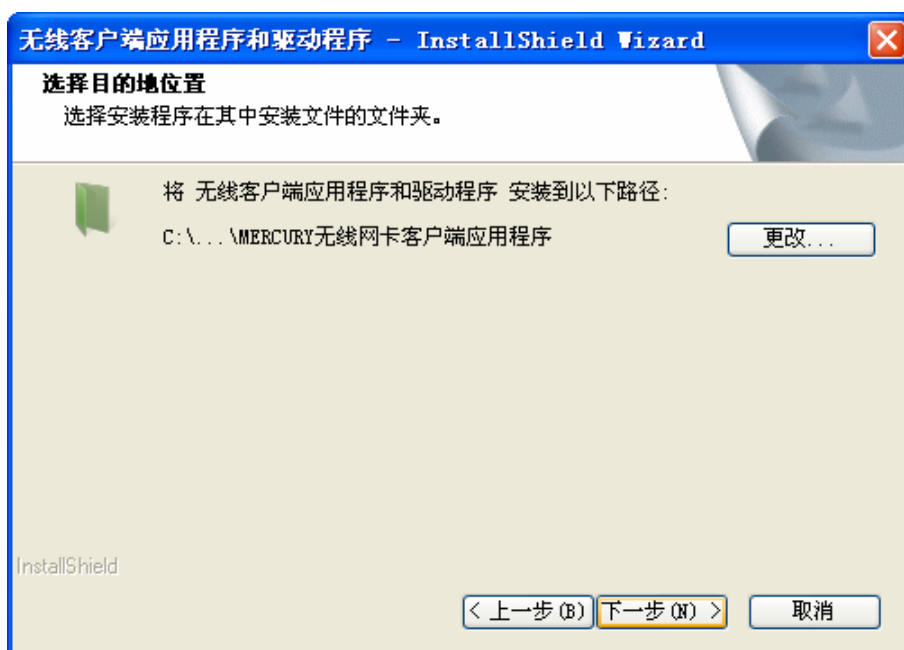 无线客户端应用程序和驱动程序 - InstallShield Wizard
选择目的地位置
选择安装程序在其中安装文件的文件夹。
将 无线客户端应用程序和驱动程序 安装到以下路径:
C:\...\MERCURY无线网卡客户端应用程序
更改...
InstallShield
< 上一步(B) 下一步(N) > 取消